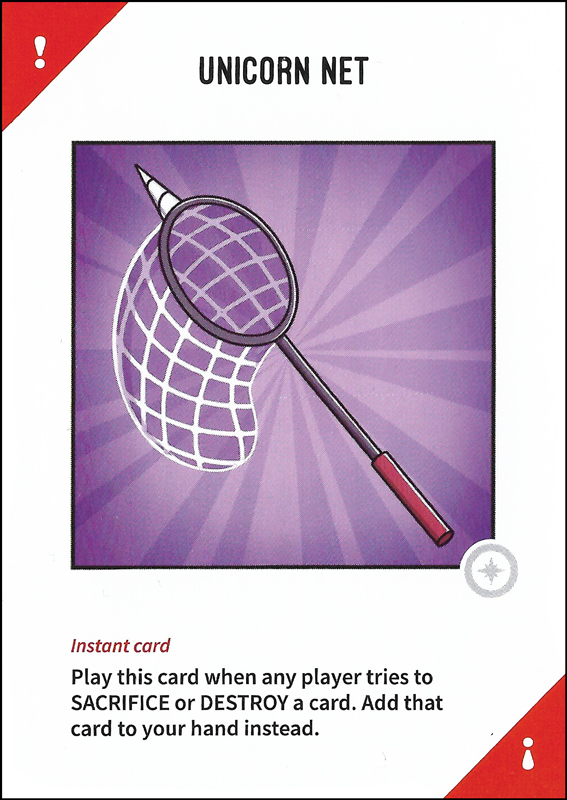 !
UNICORN NET
Instant card
Play this card when any player tries to
SACRIFICE or DESTROY a card. Add that
card to your hand instead.
!